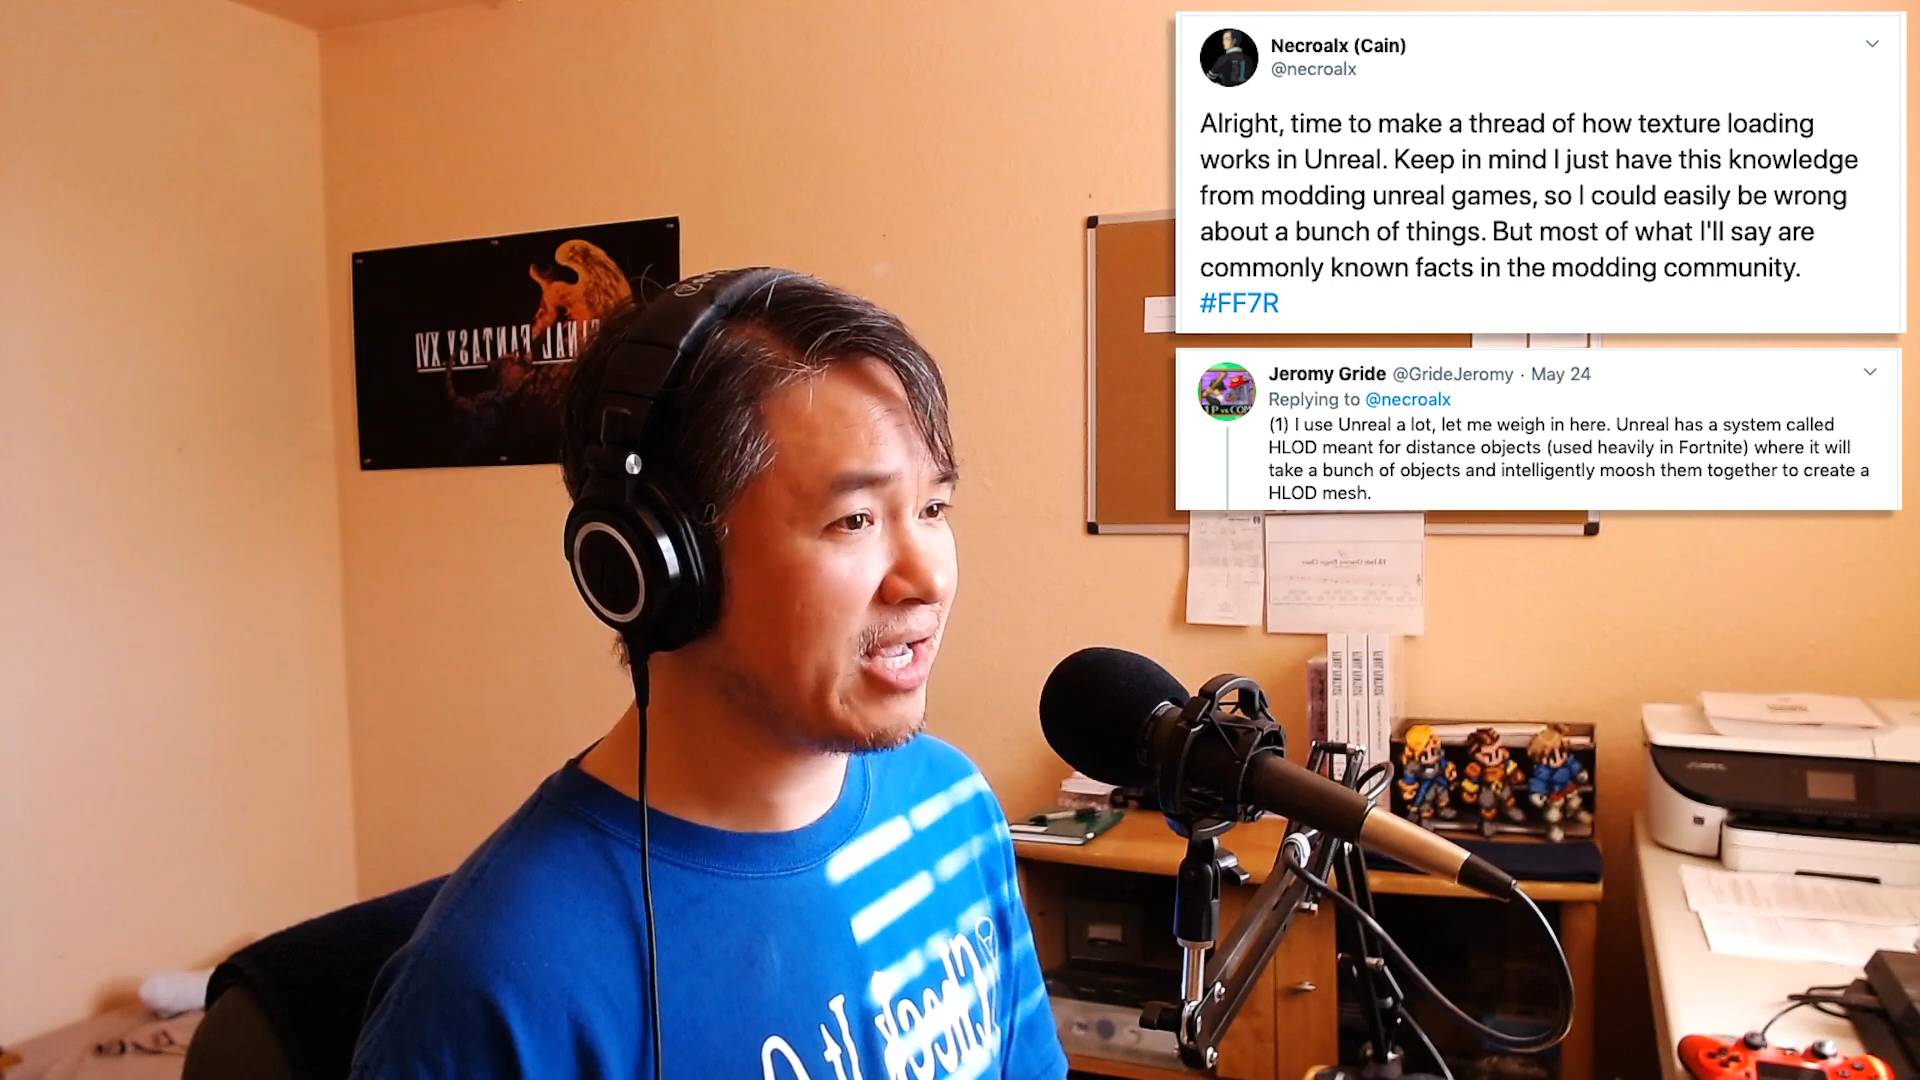 Necroalx (Cain)
@necroalx
Alright, time to make a thread of how texture loading
works in Unreal. Keep in mind I just have this knowledge
from modding unreal games, so I could easily be wrong
about a bunch of things. But most of what I'll say are
commonly known facts in the modding community.
#FF7R
Jeromy Gride @GrideJeromy · May 24
Replying to @necroalx
(1) I use Unreal a lot, let me weigh in here. Unreal has a system called
HLOD meant for distance objects (used heavily in Fortnite) where it will
take a bunch of objects and intelligently moosh them together to create a
HLOD mesh.
FINAL FANTASY XVI
Check It O